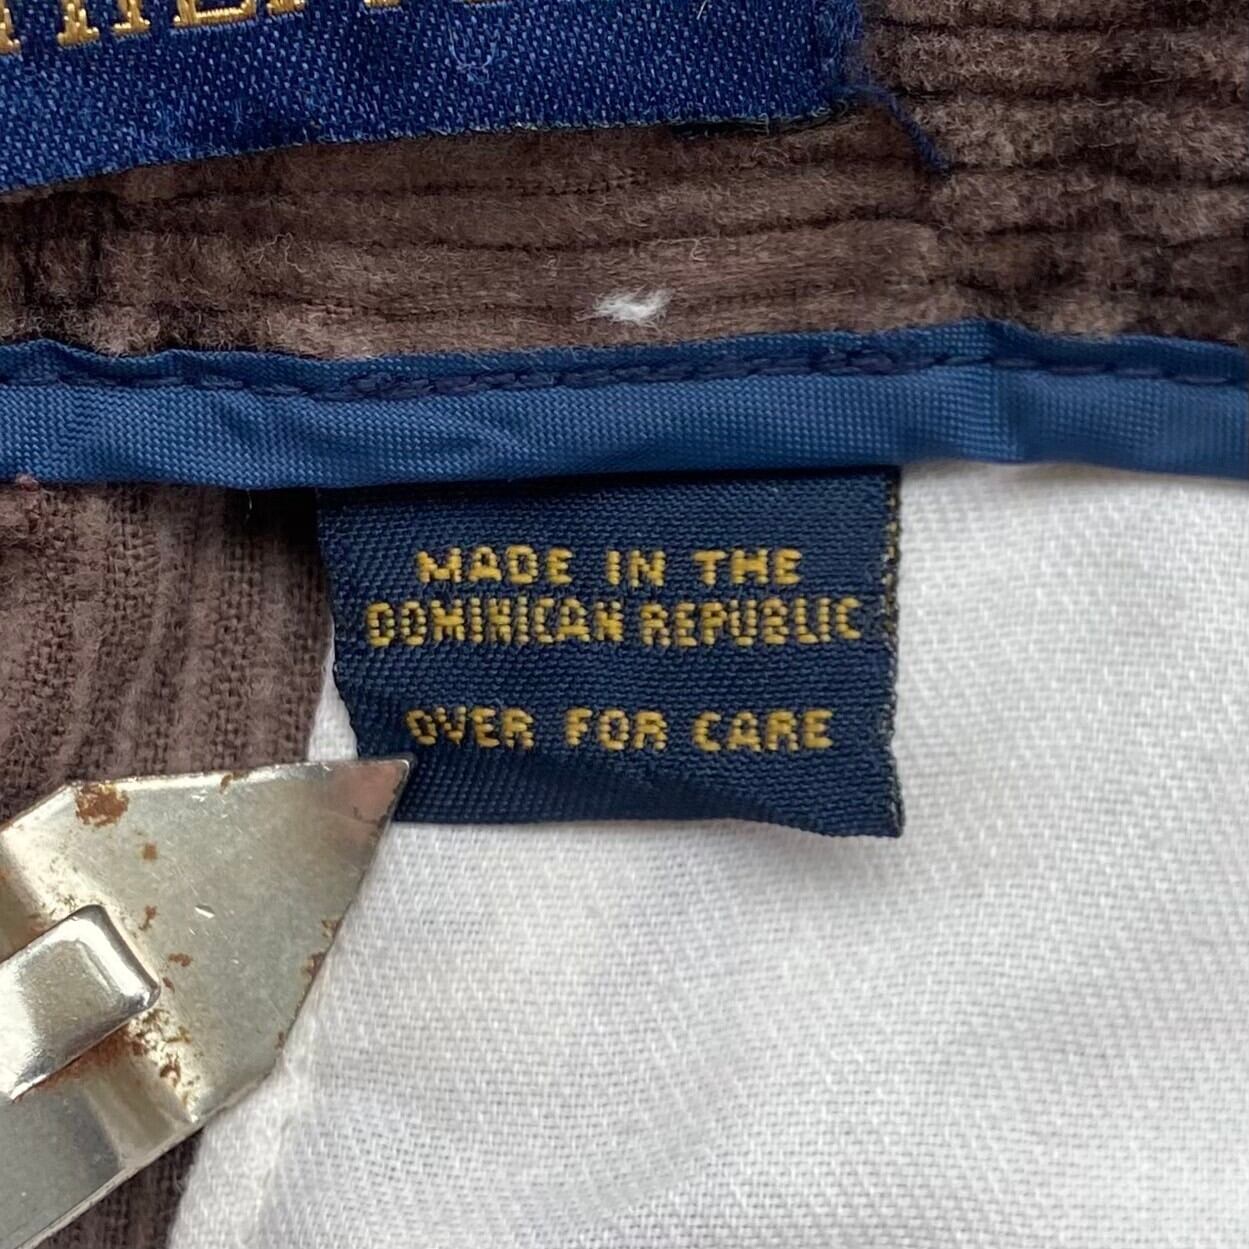 MADE IN THE
DOMINICAN REPUBLIC
OVER FOR CARE